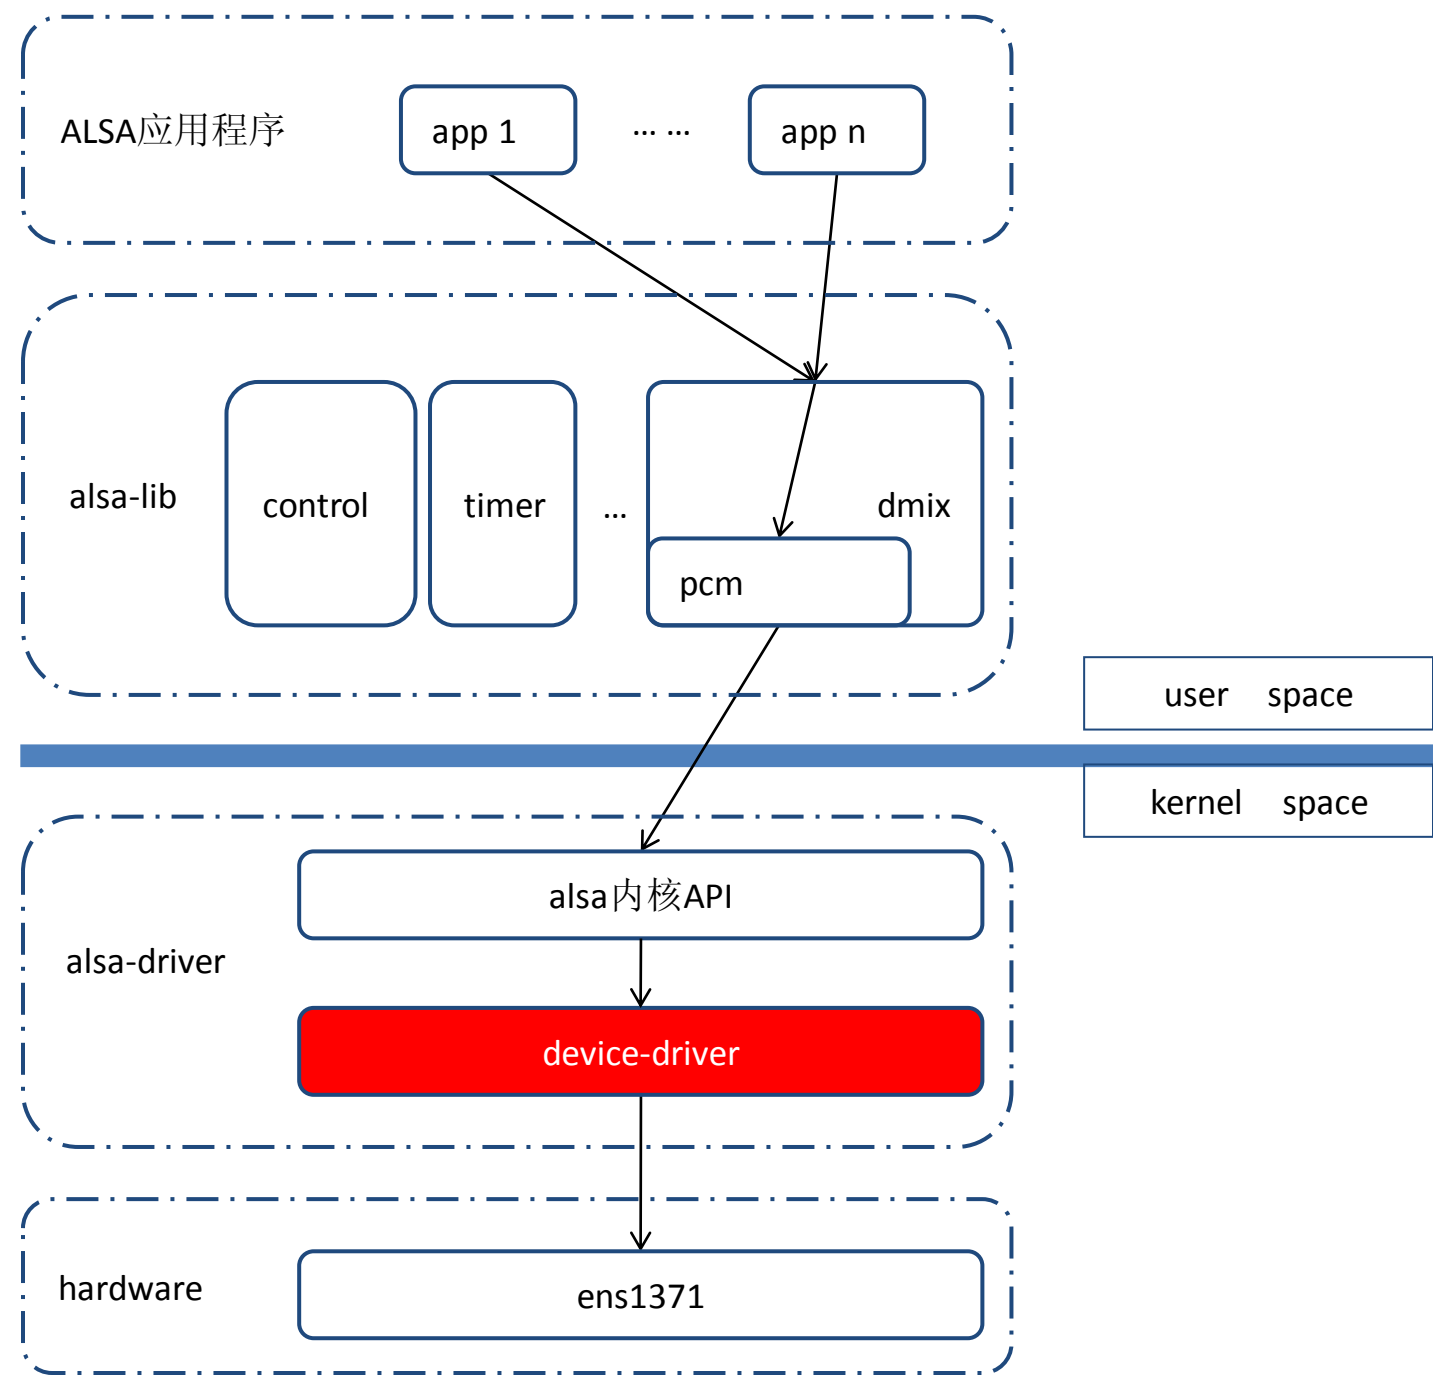 ALSA应用程序
app 1
... ...
app n
alsa-lib
control
timer
...
dmix
pcm
user space
kernel space
alsa内核API
alsa-driver
device-driver
hardware
ens1371